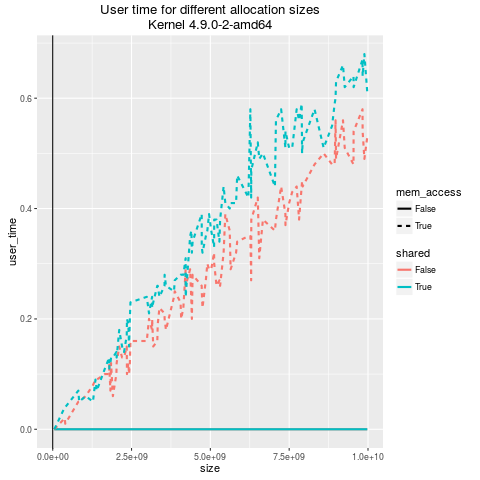 User time for different allocation sizes
Kernel 4.9.0-2-amd64
user_time
0.6
0.4
0.2
0.0
0.0e+00
2.5e+09
5.0e+09
7.5e+09
1.0e+10
size
mem_access
False
True
shared
False
True